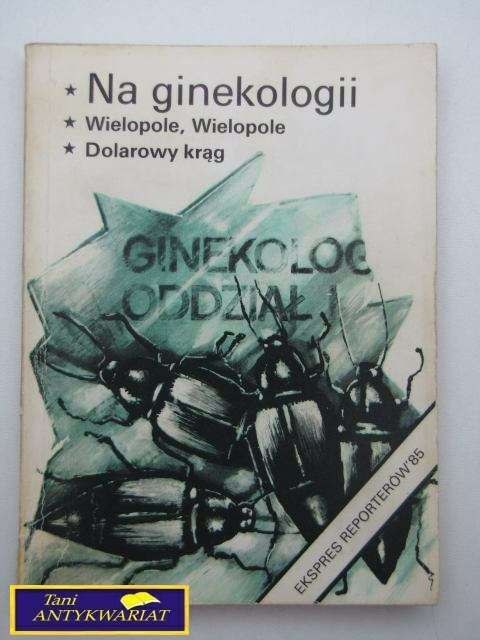 ★ Na ginekologii
★ Wielopole, Wielopole
★ Dolarowy krąg
GINEKOLOG
ODDZIAŁ I
EKSPRES REPORTERÓW'85
Tani
ANTYKWARIAT